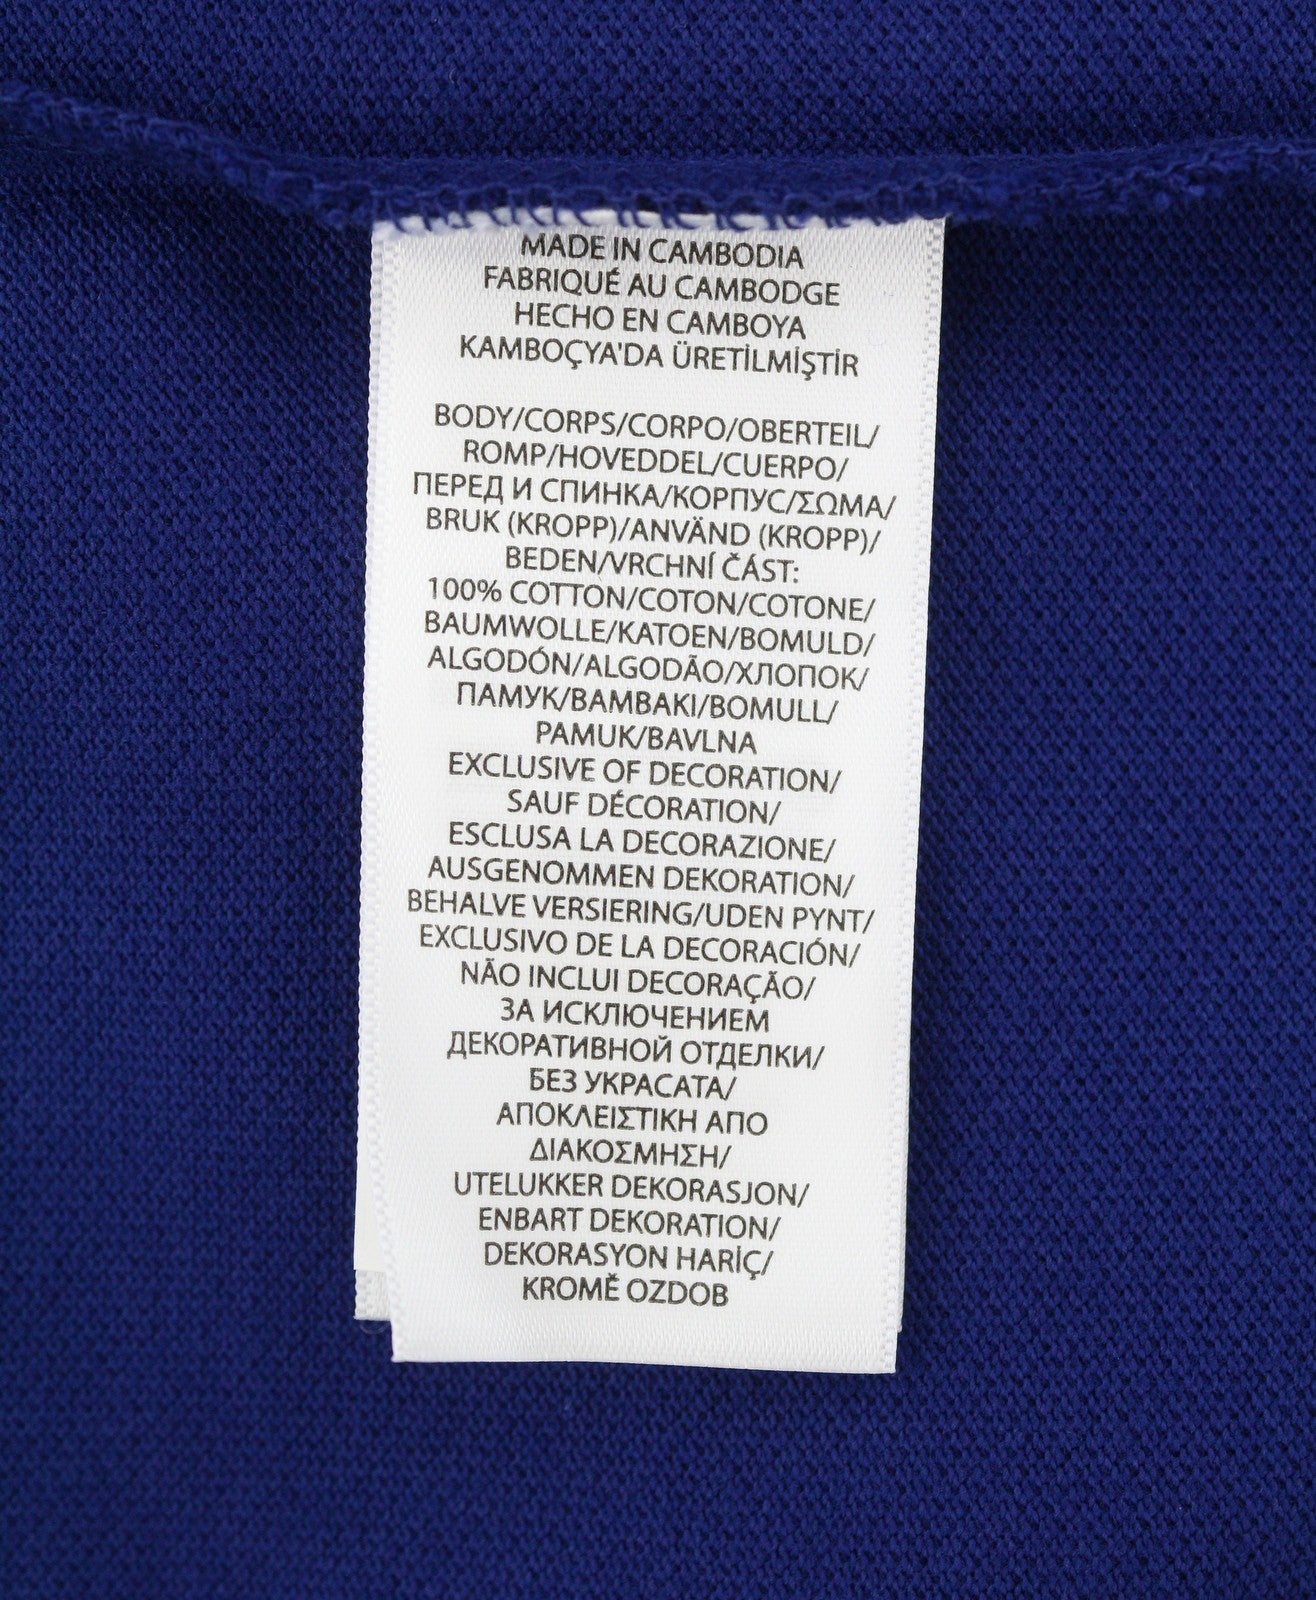 MADE IN CAMBODIA
FABRIQUÉ AU CAMBODGE
HECHO EN CAMBOYA
KAMBOÇYA'DA ÜRETİLMİŞTİR
BODY/CORPS/CORPO/OBERTEIL/
ROMP/HOVEDDEL/CUERPO/
ПЕРЕД И СПИНКА/КОРПУС/ΣΩΜΑ/
BRUK (KROPP)/ANVÄND (KROPP)/
BEDEN/VRCHNÍ ČÁST:
100% COTTON/COTON/COTONE/
BAUMWOLLE/KATOEN/BOMULD/
ALGODÓN/ALGODÃO/ХЛОПОК/
ПАМУК/ΒΑΜΒΑΚΙ/BOMULL/
PAMUK/BAVLNA
EXCLUSIVE OF DECORATION/
SAUF DÉCORATION/
ESCLUSA LA DECORAZIONE/
AUSGENOMMEN DEKORATION/
BEHALVE VERSIERING/UDEN PYNT/
EXCLUSIVO DE LA DECORACIÓN/
NÃO INCLUI DECORAÇÃO/
ЗА ИСКЛЮЧЕНИЕМ
ДЕКОРАТИВНОЙ ОТДЕЛКИ/
БЕЗ УКРАСАТА/
ΑΠΟΚΛΕΙΣΤΙΚΗ ΑΠΟ
ΔΙΑΚΟΣΜΗΣΗ/
UTELUKKER DEKORASJON/
ENBART DEKORATION/
DEKORASYON HARİÇ/
KROMĚ OZDOB